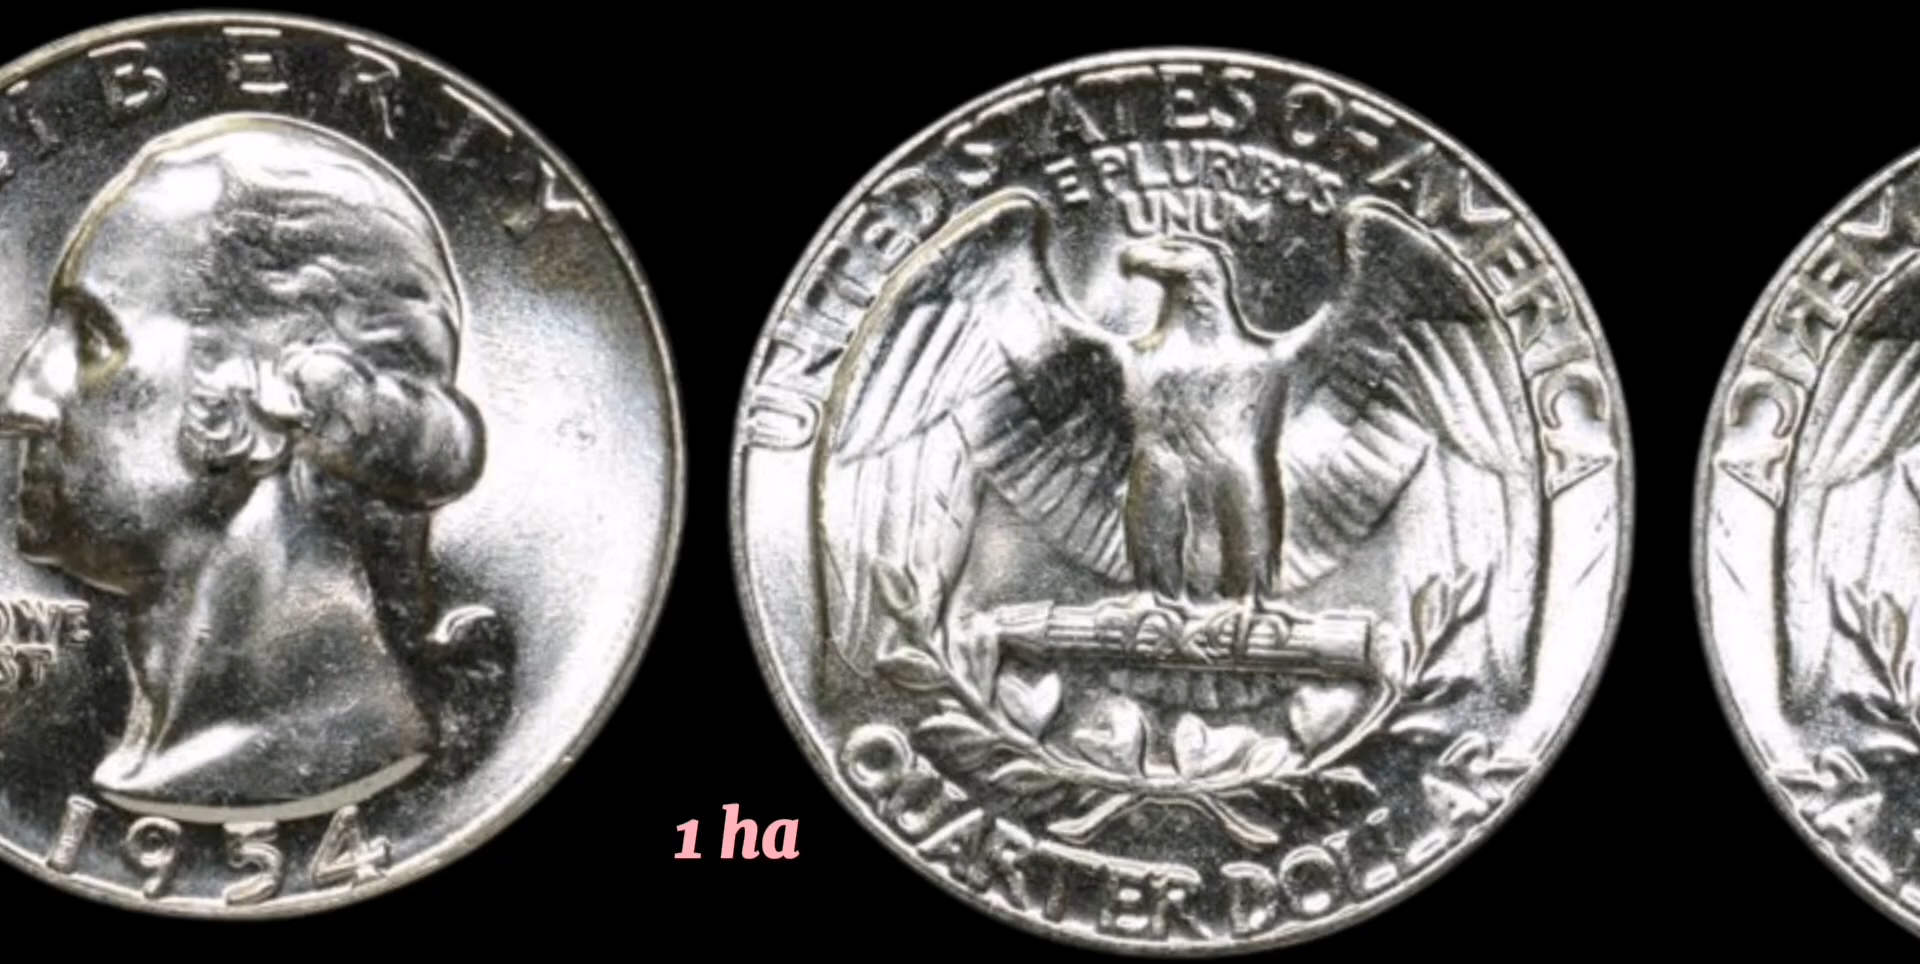 LIBERTY
1954
UNITED STATES OF AMERICA
E PLURIBUS
UNUM
QUARTER DOLLAR
1 ha